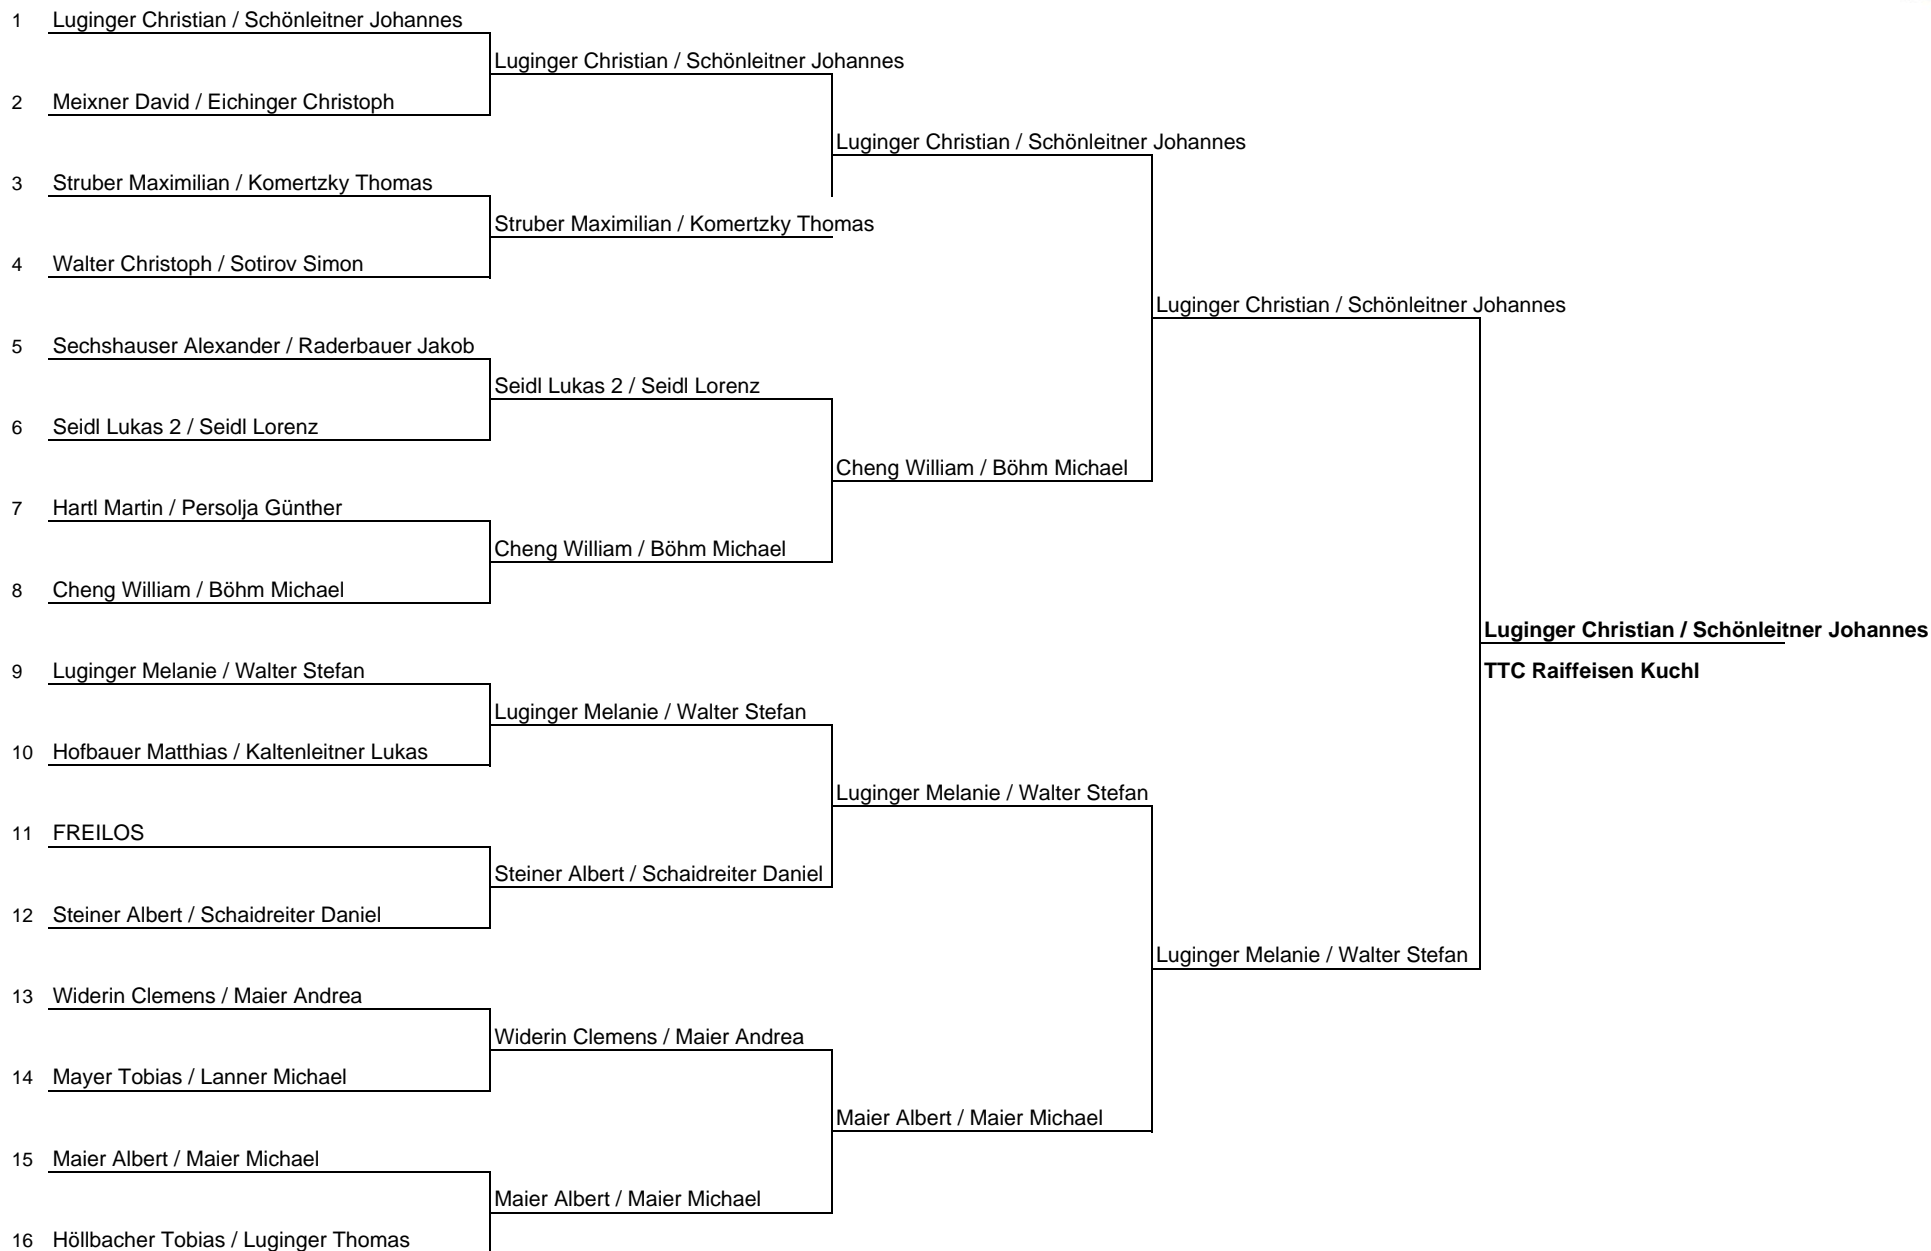 1 Luginger Christian / Schönleitner Johannes
Luginger Christian / Schönleitner Johannes
2 Meixner David / Eichinger Christoph
Luginger Christian / Schönleitner Johannes
3 Struber Maximilian / Komertzky Thomas
Struber Maximilian / Komertzky Thomas
4 Walter Christoph / Sotirov Simon
Luginger Christian / Schönleitner Johannes
5 Sechshauser Alexander / Raderbauer Jakob
Seidl Lukas 2 / Seidl Lorenz
6 Seidl Lukas 2 / Seidl Lorenz
Cheng William / Böhm Michael
7 Hartl Martin / Persolja Günther
Cheng William / Böhm Michael
8 Cheng William / Böhm Michael
Luginger Christian / Schönleitner Johannes
9 Luginger Melanie / Walter Stefan
TTC Raiffeisen Kuchl
Luginger Melanie / Walter Stefan
10 Hofbauer Matthias / Kaltenleitner Lukas
Luginger Melanie / Walter Stefan
11 FREILOS
Steiner Albert / Schaidreiter Daniel
12 Steiner Albert / Schaidreiter Daniel
Luginger Melanie / Walter Stefan
13 Widerin Clemens / Maier Andrea
Widerin Clemens / Maier Andrea
14 Mayer Tobias / Lanner Michael
Maier Albert / Maier Michael
15 Maier Albert / Maier Michael
Maier Albert / Maier Michael
16 Höllbacher Tobias / Luginger Thomas